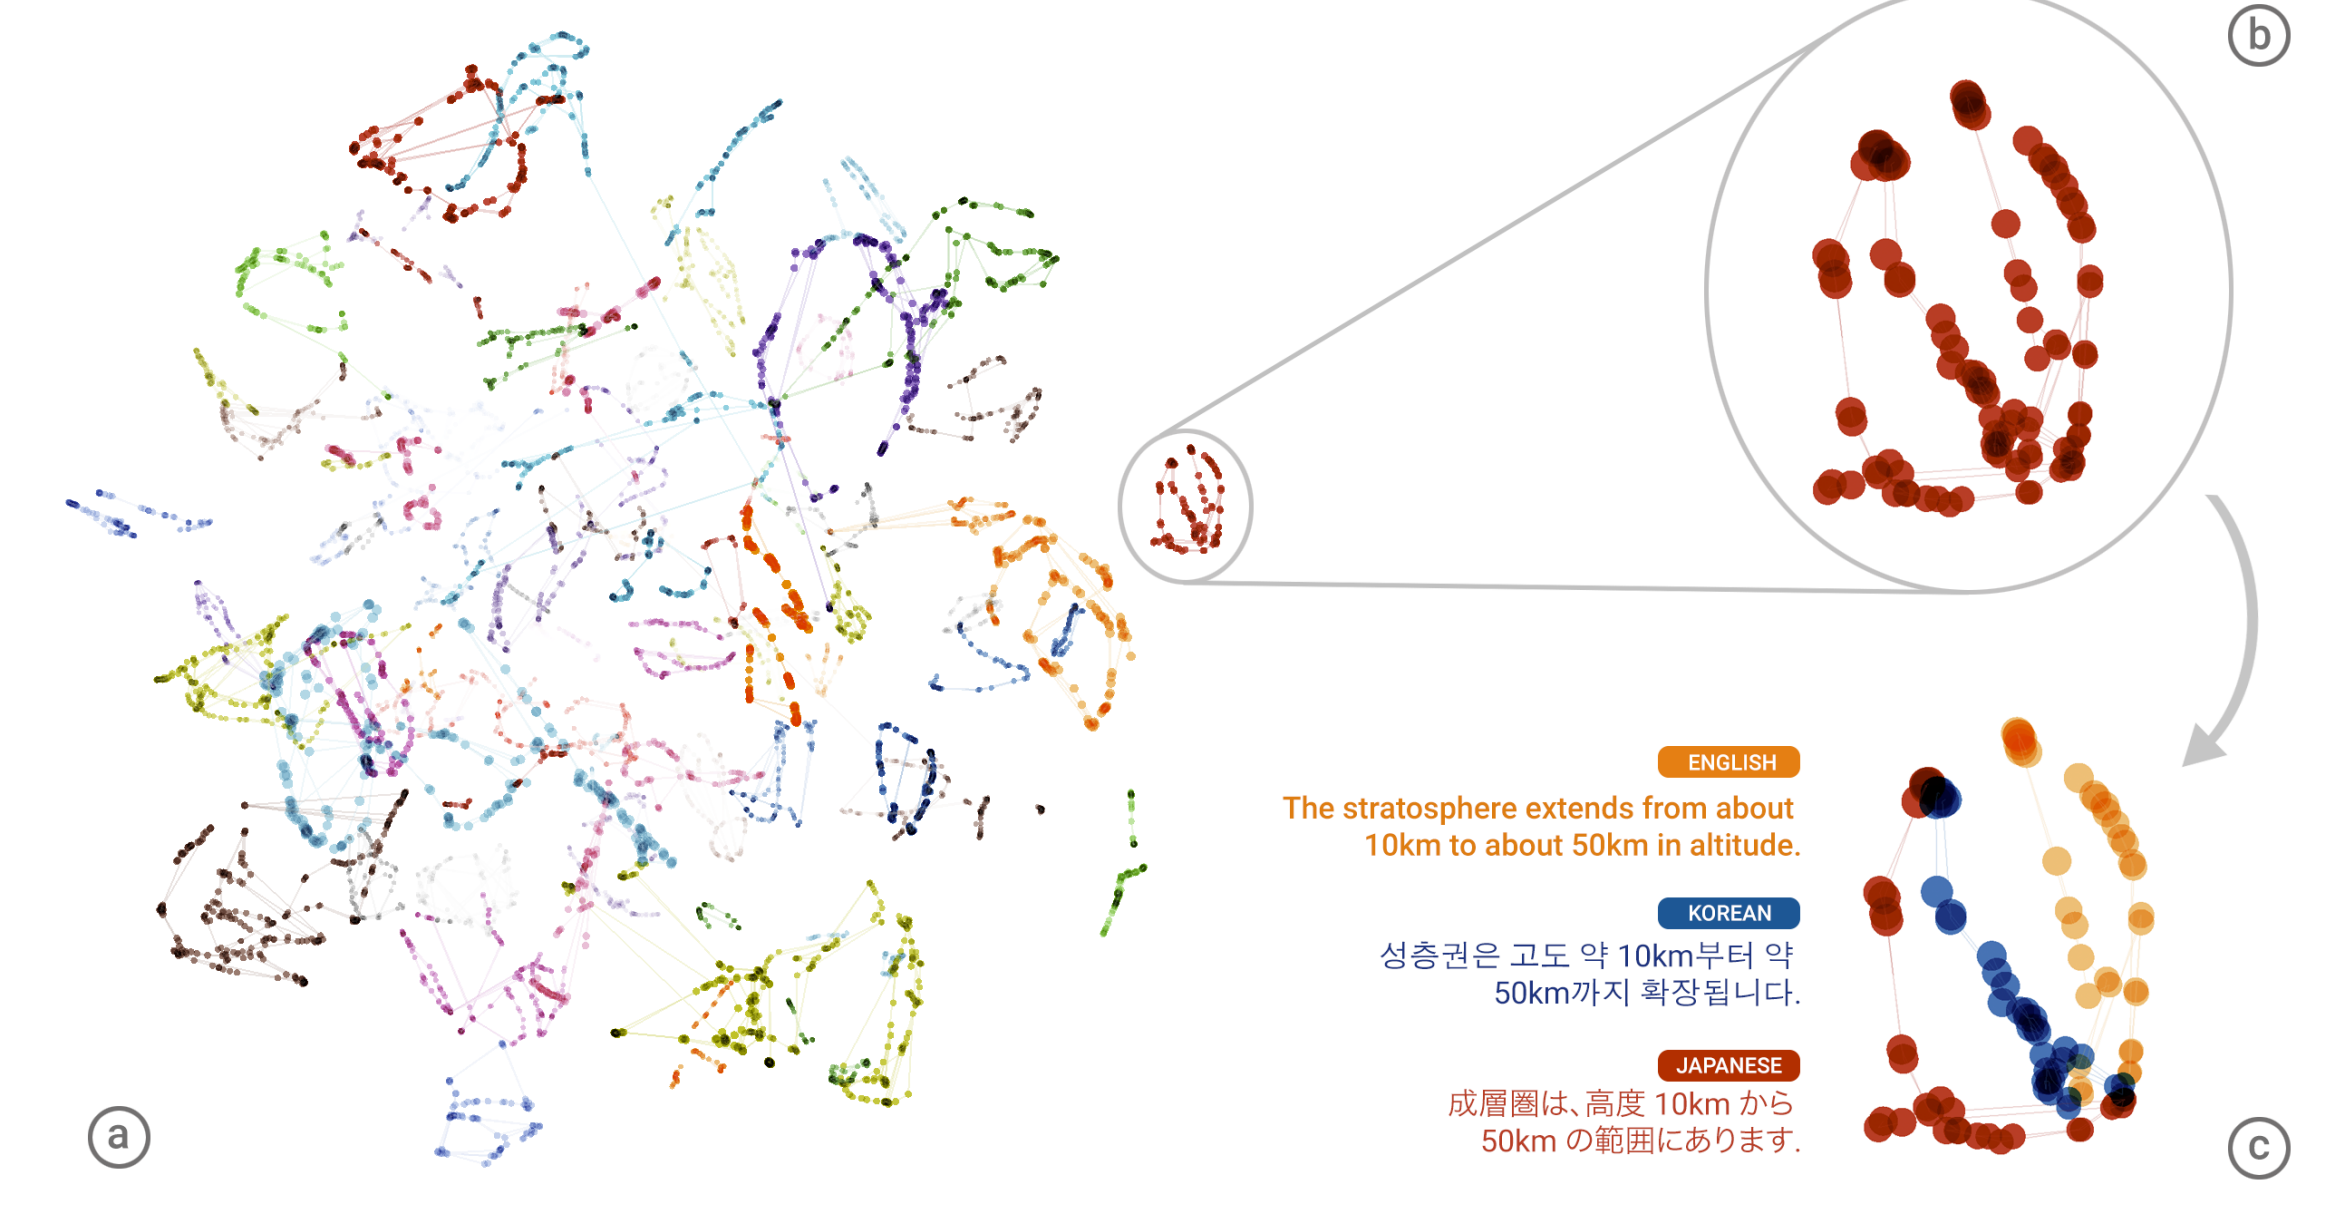 b
ENGLISH
The stratosphere extends from about
10km to about 50km in altitude.
KOREAN
성층권은 고도 약 10km부터 약
50km까지 확장됩니다.
JAPANESE
成層圏は、高度 10km から
50km の範囲にあります.
a
c